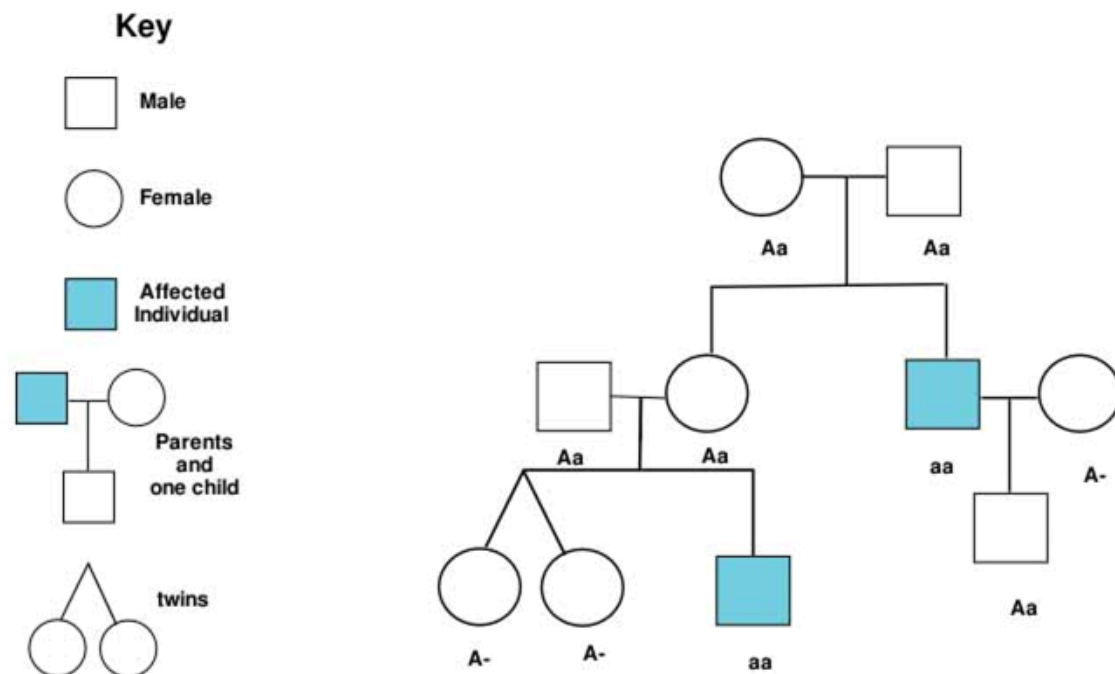 Key
Male
Female
Affected
Individual
Parents
and
one child
twins
Aa Aa
Aa Aa aa A-
A- A- aa Aa